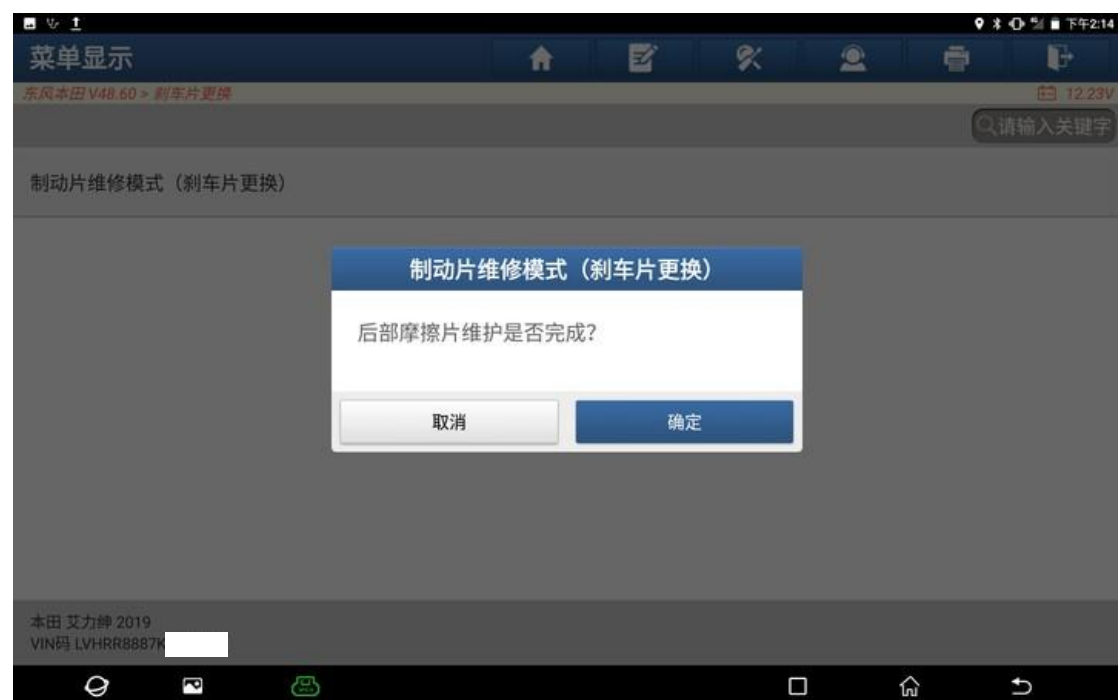 下午2:14
菜单显示
东风本田 V48.60 > 刹车片更换
12.23V
请输入关键字
制动片维修模式（刹车片更换）
制动片维修模式（刹车片更换）
后部摩擦片维护是否完成？
取消
确定
本田 艾力绅 2019
VIN码 LVHRR8887K